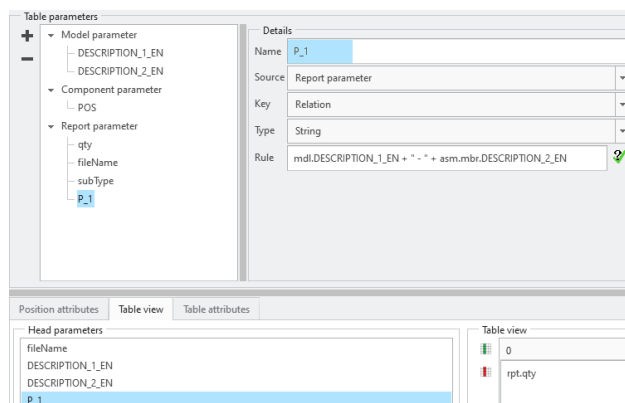 Table parameters
Model parameter
DESCRIPTION_1_EN
DESCRIPTION_2_EN
Component parameter
POS
Report parameter
qty
fileName
subType
P_1
Details
Name P_1
Source Report parameter
Key Relation
Type String
Rule mdl.DESCRIPTION_1_EN + " - " + asm.mbr.DESCRIPTION_2_EN
Position attributes Table view Table attributes
Head parameters
fileName
DESCRIPTION_1_EN
DESCRIPTION_2_EN
P_1
Table view
0
rpt.qty